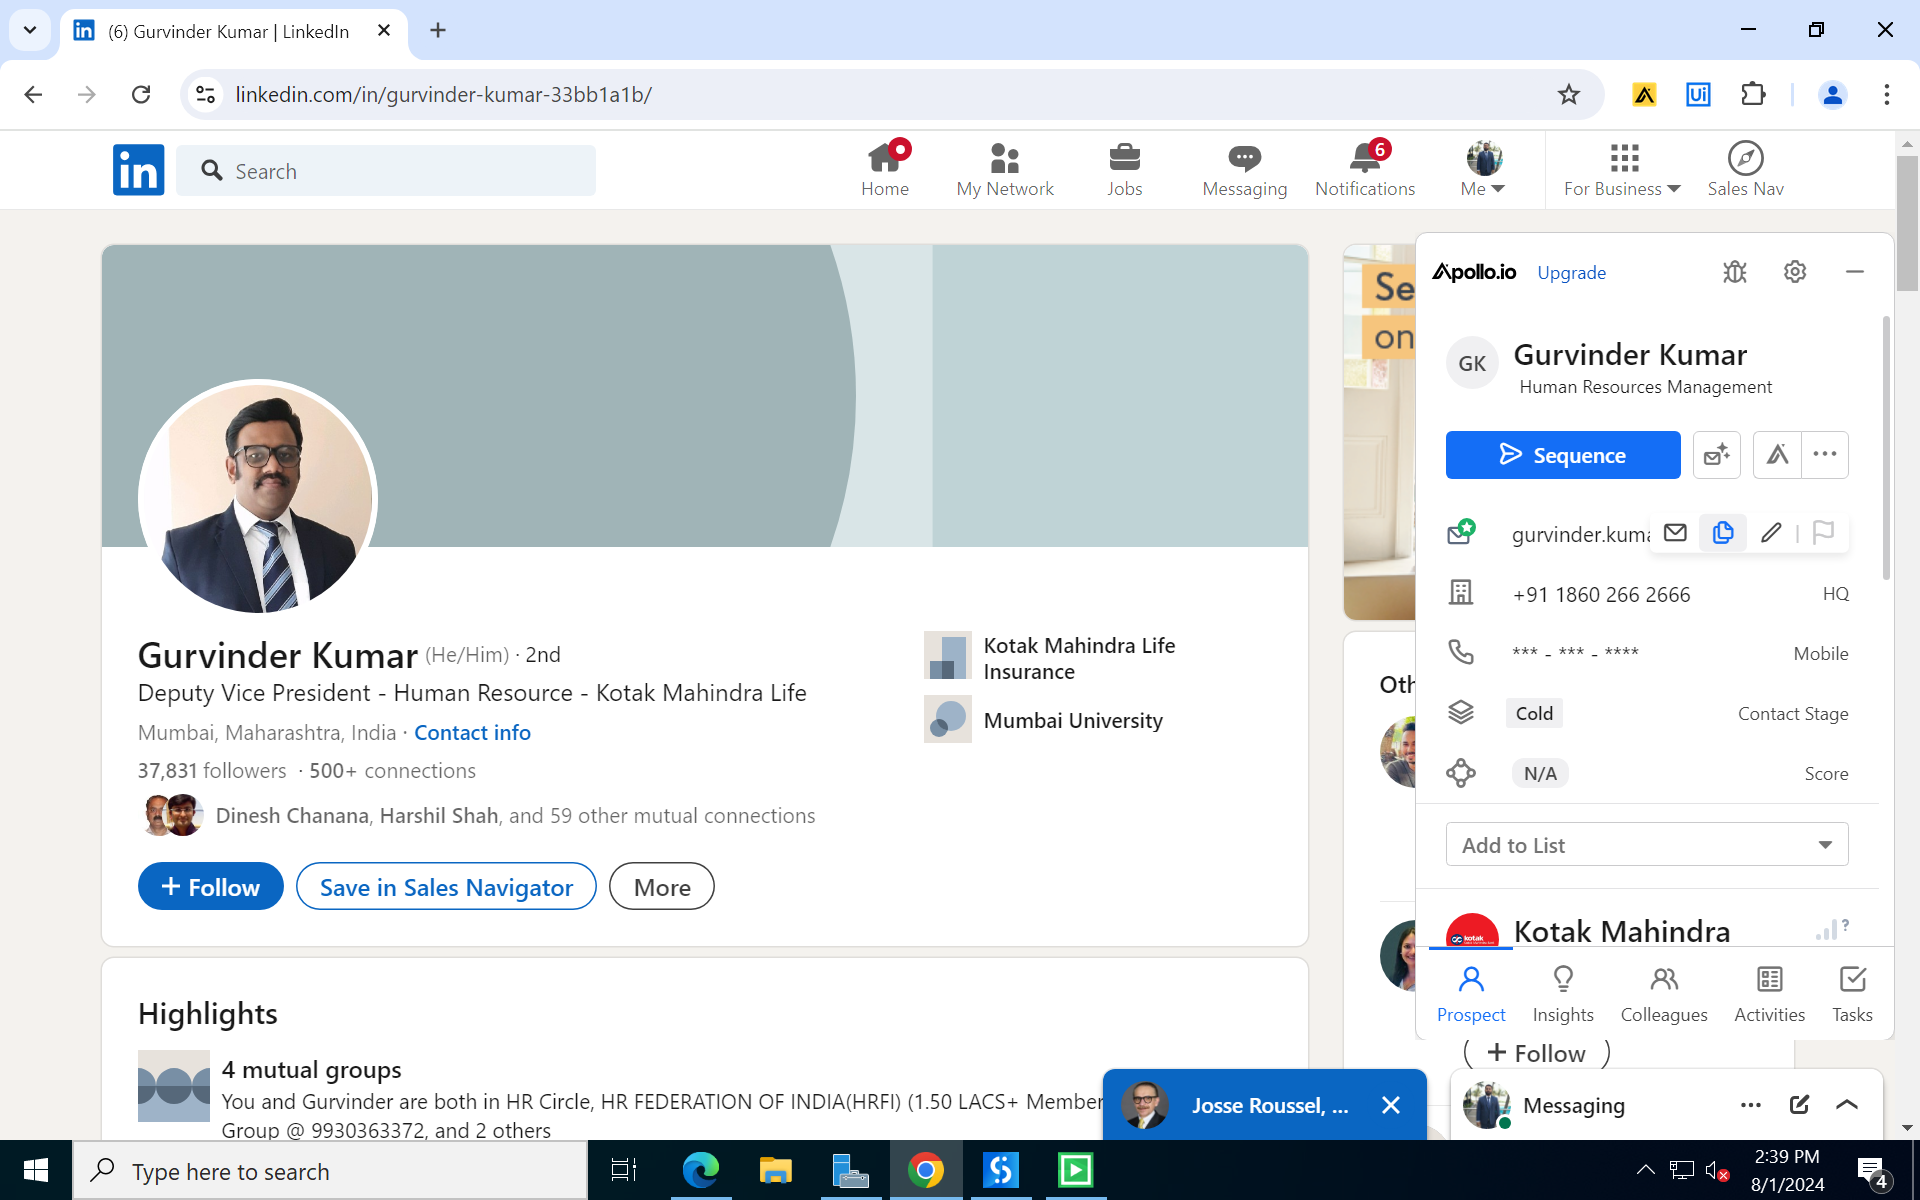 (6) Gurvinder Kumar | LinkedIn
linkedin.com/in/gurvinder-kumar-33bb1a1b/
Search
Home
My Network
Jobs
Messaging
6
Notifications
Me
For Business
Sales Nav
Se
on
Apollo.io
Upgrade
GK
Gurvinder Kumar
Human Resources Management
Sequence
gurvinder.kuma
+91 1860 266 2666
HQ
*** - *** - ****
Mobile
Cold
Contact Stage
N/A
Score
Add to List
kotak
Kotak Mahindra
?
Prospect
Insights
Colleagues
Activities
Tasks
Gurvinder Kumar (He/Him) · 2nd
Deputy Vice President - Human Resource - Kotak Mahindra Life
Mumbai, Maharashtra, India · Contact info
37,831 followers · 500+ connections
Dinesh Chanana, Harshil Shah, and 59 other mutual connections
+ Follow
Save in Sales Navigator
More
Kotak Mahindra Life
Insurance
Mumbai University
Oth
+ Follow
Highlights
4 mutual groups
You and Gurvinder are both in HR Circle, HR FEDERATION OF INDIA(HRFI) (1.50 LACS+ Member
Group @ 9930363372, and 2 others
Josse Roussel, ...
Messaging
Type here to search
2:39 PM
8/1/2024
4